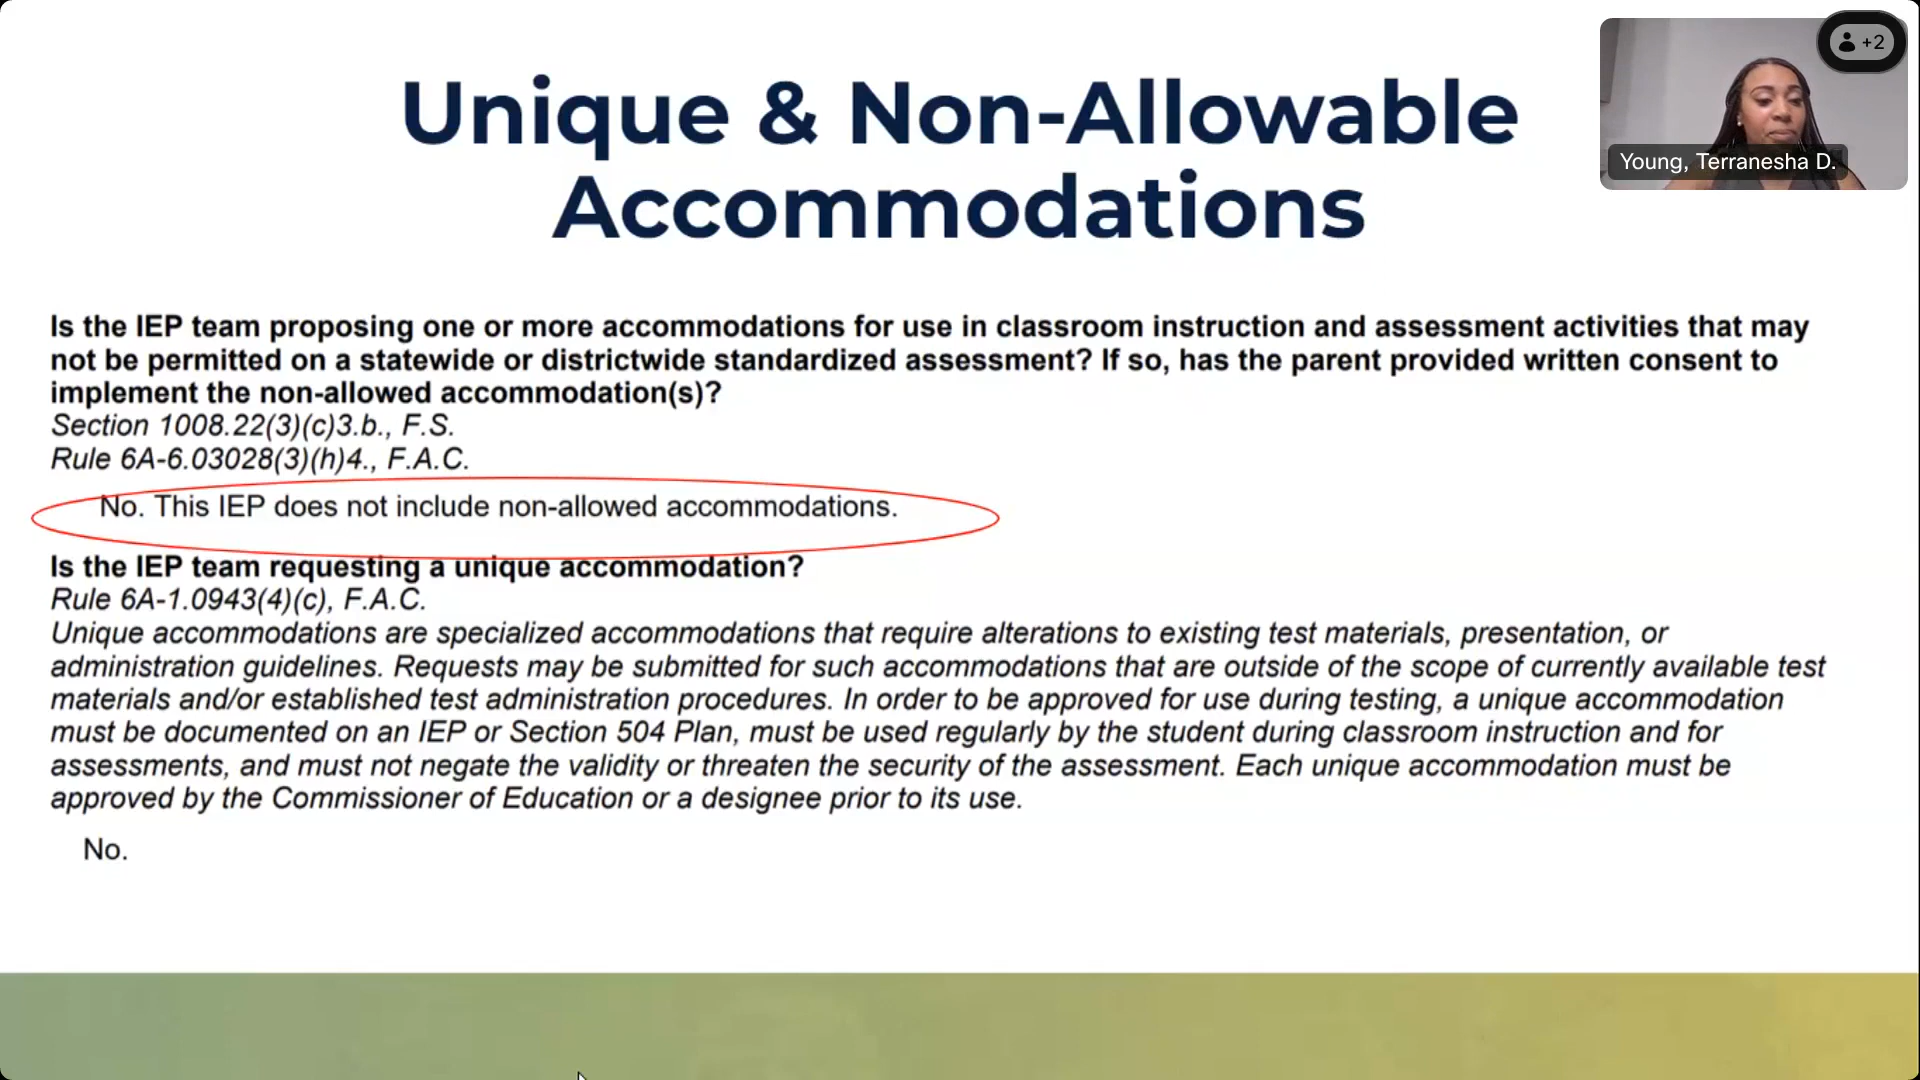 Unique & Non-Allowable
Accommodations
+2
Young, Terranesha D.
Is the IEP team proposing one or more accommodations for use in classroom instruction and assessment activities that may
not be permitted on a statewide or districtwide standardized assessment? If so, has the parent provided written consent to
implement the non-allowed accommodation(s)?
Section 1008.22(3)(c)3.b., F.S.
Rule 6A-6.03028(3)(h)4., F.A.C.
No. This IEP does not include non-allowed accommodations.
Is the IEP team requesting a unique accommodation?
Rule 6A-1.0943(4)(c), F.A.C.
Unique accommodations are specialized accommodations that require alterations to existing test materials, presentation, or
administration guidelines. Requests may be submitted for such accommodations that are outside of the scope of currently available test
materials and/or established test administration procedures. In order to be approved for use during testing, a unique accommodation
must be documented on an IEP or Section 504 Plan, must be used regularly by the student during classroom instruction and for
assessments, and must not negate the validity or threaten the security of the assessment. Each unique accommodation must be
approved by the Commissioner of Education or a designee prior to its use.
No.